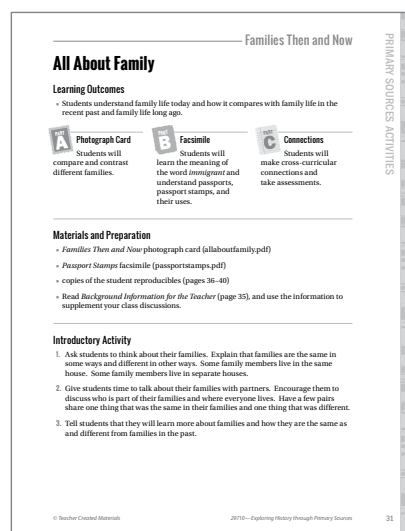 Families Then and Now
All About Family
Learning Outcomes
• Students understand family life today and how it compares with family life in the
recent past and family life long ago.
PART
A
Photograph Card
Students will
compare and contrast
different families.
PART
B
Facsimile
Students will
learn the meaning of
the word immigrant and
understand passports,
passport stamps, and
their uses.
PART
C
Connections
Students will
make cross-curricular
connections and
take assessments.
Materials and Preparation
• Families Then and Now photograph card (allaboutfamily.pdf)
• Passport Stamps facsimile (passportstamps.pdf)
• copies of the student reproducibles (pages 36–40)
• Read Background Information for the Teacher (page 35), and use the information to
supplement your class discussions.
Introductory Activity
1. Ask students to think about their families. Explain that families are the same in
some ways and different in other ways. Some family members live in the same
house. Some family members live in separate houses.
2. Give students time to talk about their families with partners. Encourage them to
discuss who is part of their families and where everyone lives. Have a few pairs
share one thing that was the same in their families and one thing that was different.
3. Tell students that they will learn more about families and how they are the same as
and different from families in the past.
PRIMARY SOURCES ACTIVITIES
© Teacher Created Materials
29710—Exploring History through Primary Sources
31